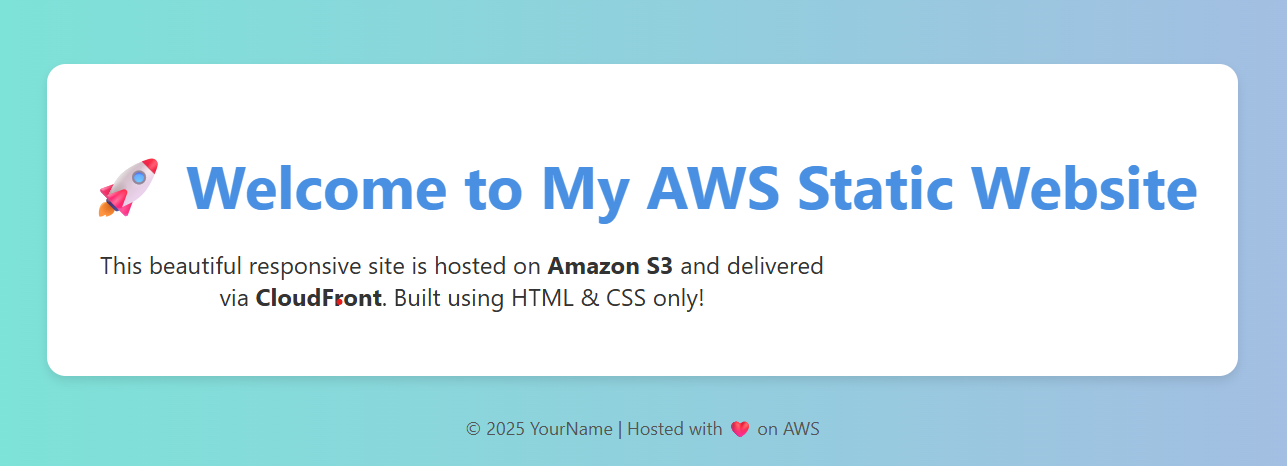 🚀 Welcome to My AWS Static Website
This beautiful responsive site is hosted on Amazon S3 and delivered
via CloudFront. Built using HTML & CSS only!
© 2025 YourName | Hosted with ❤️ on AWS